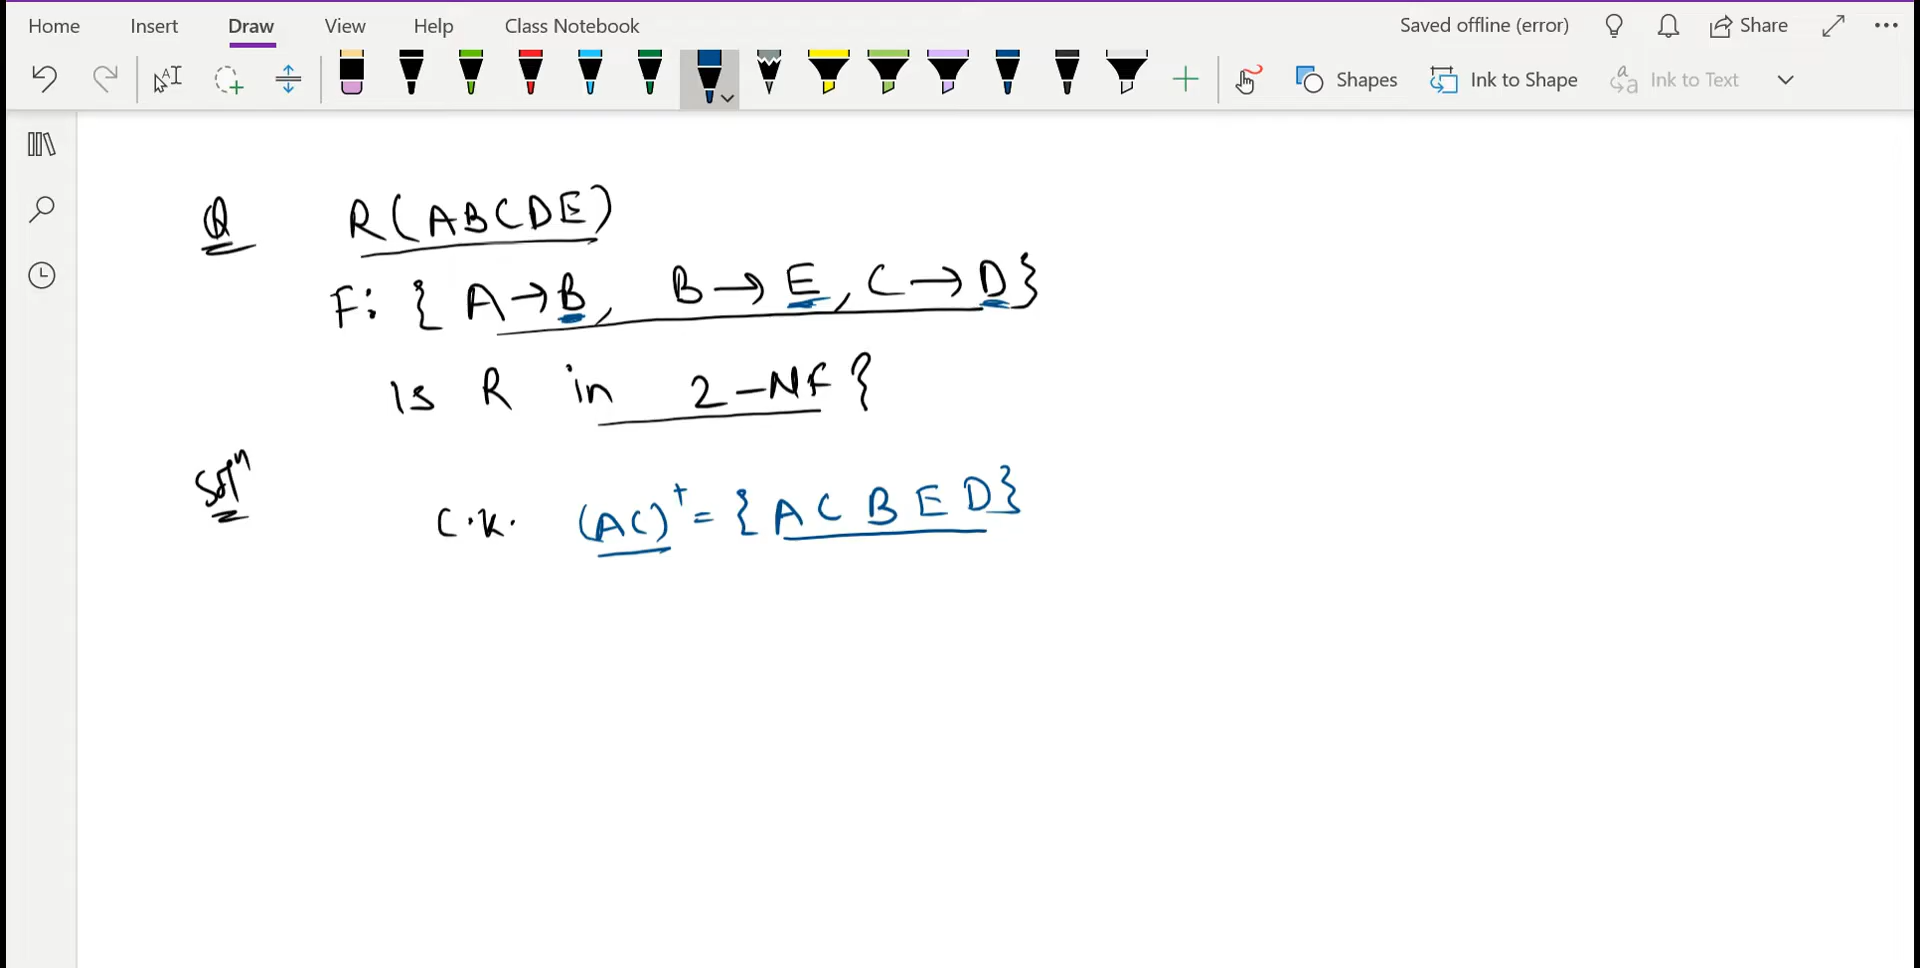 Home Insert Draw View Help Class Notebook Saved offline (error) Share
Shapes Ink to Shape Ink to Text
Q R(ABCDE)
F: { A→B, B→E, C→D}
Is R in 2-NF?
Solⁿ
C.K. (AC)⁺ = {A C B E D}